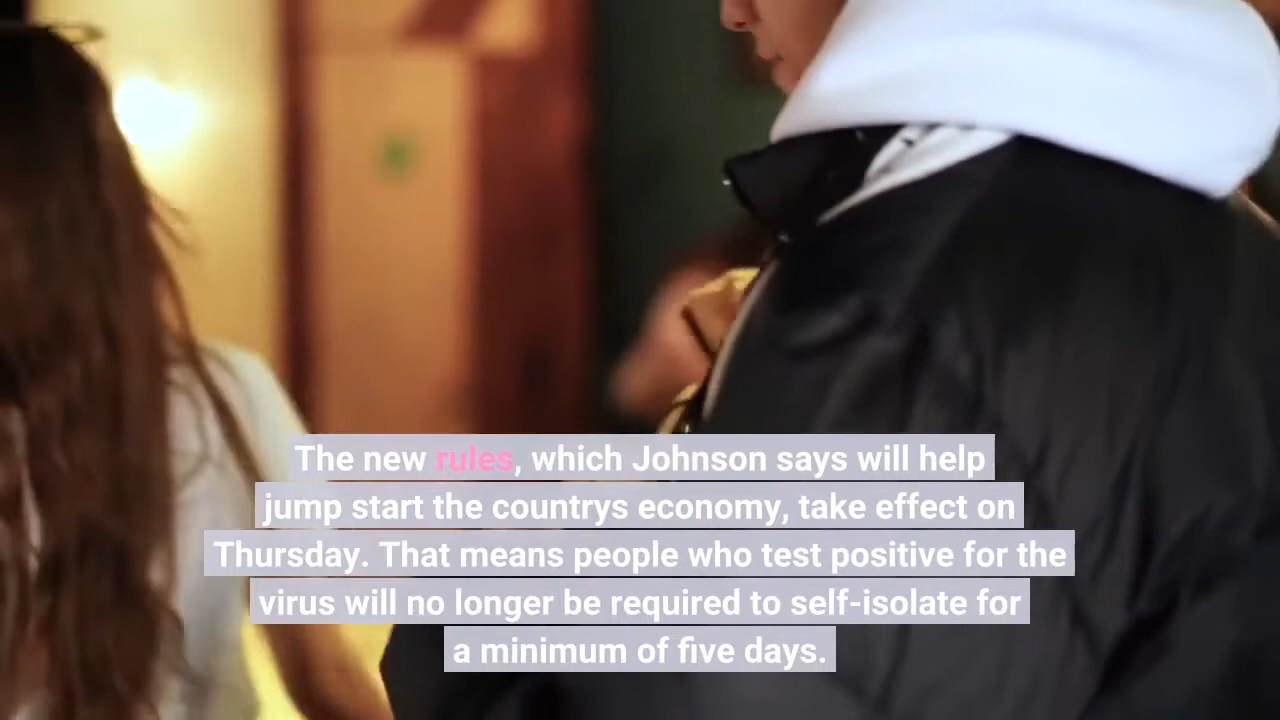 The new rules, which Johnson says will help
jump start the countrys economy, take effect on
Thursday. That means people who test positive for the
virus will no longer be required to self-isolate for
a minimum of five days.